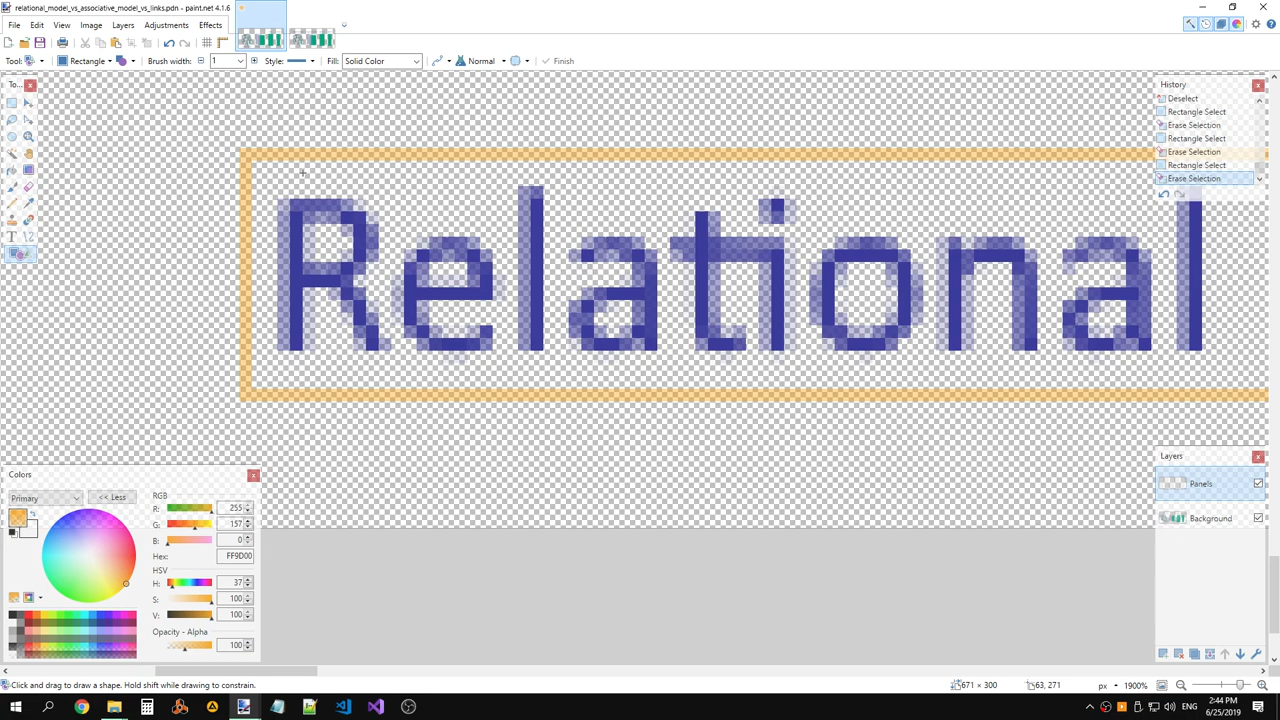 relational_model_vs_associative_model_vs_links.pdn - paint.net 4.1.6
File Edit View Image Layers Adjustments Effects
Tool: Rectangle Brush width: 1 Style: Fill: Solid Color Normal Finish
To...
History
Deselect
Rectangle Select
Erase Selection
Rectangle Select
Erase Selection
Rectangle Select
Erase Selection
Relational
Colors
Primary
<< Less
RGB
R: 255
G: 157
B: 0
Hex: FF9D00
HSV
H: 37
S: 100
V: 100
Opacity - Alpha
100
Layers
Panels
Background
Click and drag to draw a shape. Hold shift while drawing to constrain.
671 × 300
63, 271
px
1900%
ENG
2:44 PM
6/25/2019